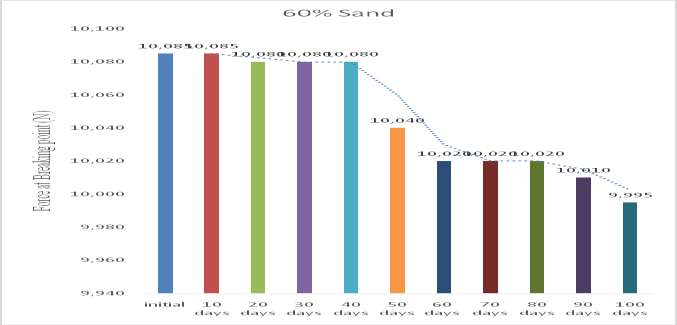 60% Sand
10,100
10,080
10,060
10,040
10,020
10,000
9,980
9,960
9,940
Force at Breaking point (N)
10,085
10,085
10,080
10,080
10,080
10,040
10,020
10,020
10,020
10,010
9,995
initial
10 days
20 days
30 days
40 days
50 days
60 days
70 days
80 days
90 days
100 days